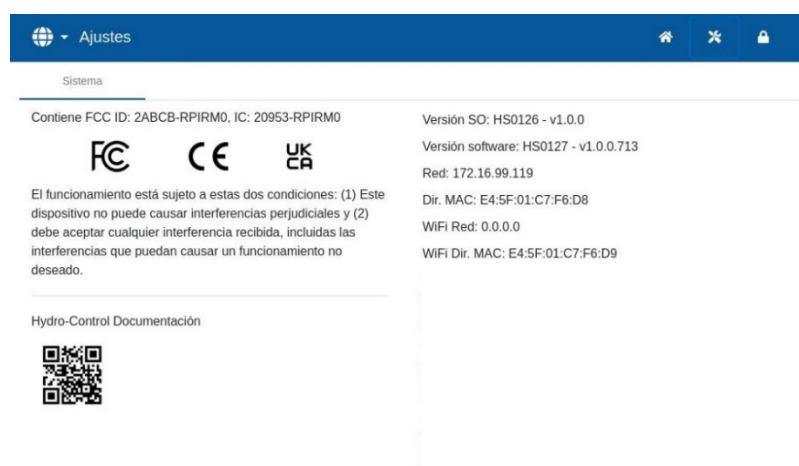 Ajustes
Sistema
Contiene FCC ID: 2ABCB-RPIRM0, IC: 20953-RPIRM0
FC CE UK
CA
El funcionamiento está sujeto a estas dos condiciones: (1) Este
dispositivo no puede causar interferencias perjudiciales y (2)
debe aceptar cualquier interferencia recibida, incluidas las
interferencias que puedan causar un funcionamiento no
deseado.
Hydro-Control Documentación
Versión SO: HS0126 - v1.0.0
Versión software: HS0127 - v1.0.0.713
Red: 172.16.99.119
Dir. MAC: E4:5F:01:C7:F6:D8
WiFi Red: 0.0.0.0
WiFi Dir. MAC: E4:5F:01:C7:F6:D9